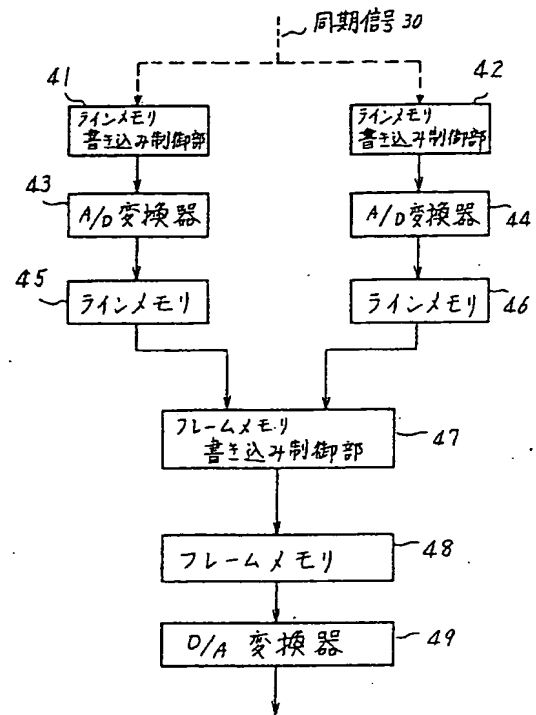 同期信号30
41
42
ラインメモリ
書き込み制御部
ラインメモリ
書き込み制御部
43
A/D変換器
A/D変換器
44
45
ラインメモリ
ラインメモリ
46
フレームメモリ
書き込み制御部
47
フレームメモリ
48
D/A 変換器
49